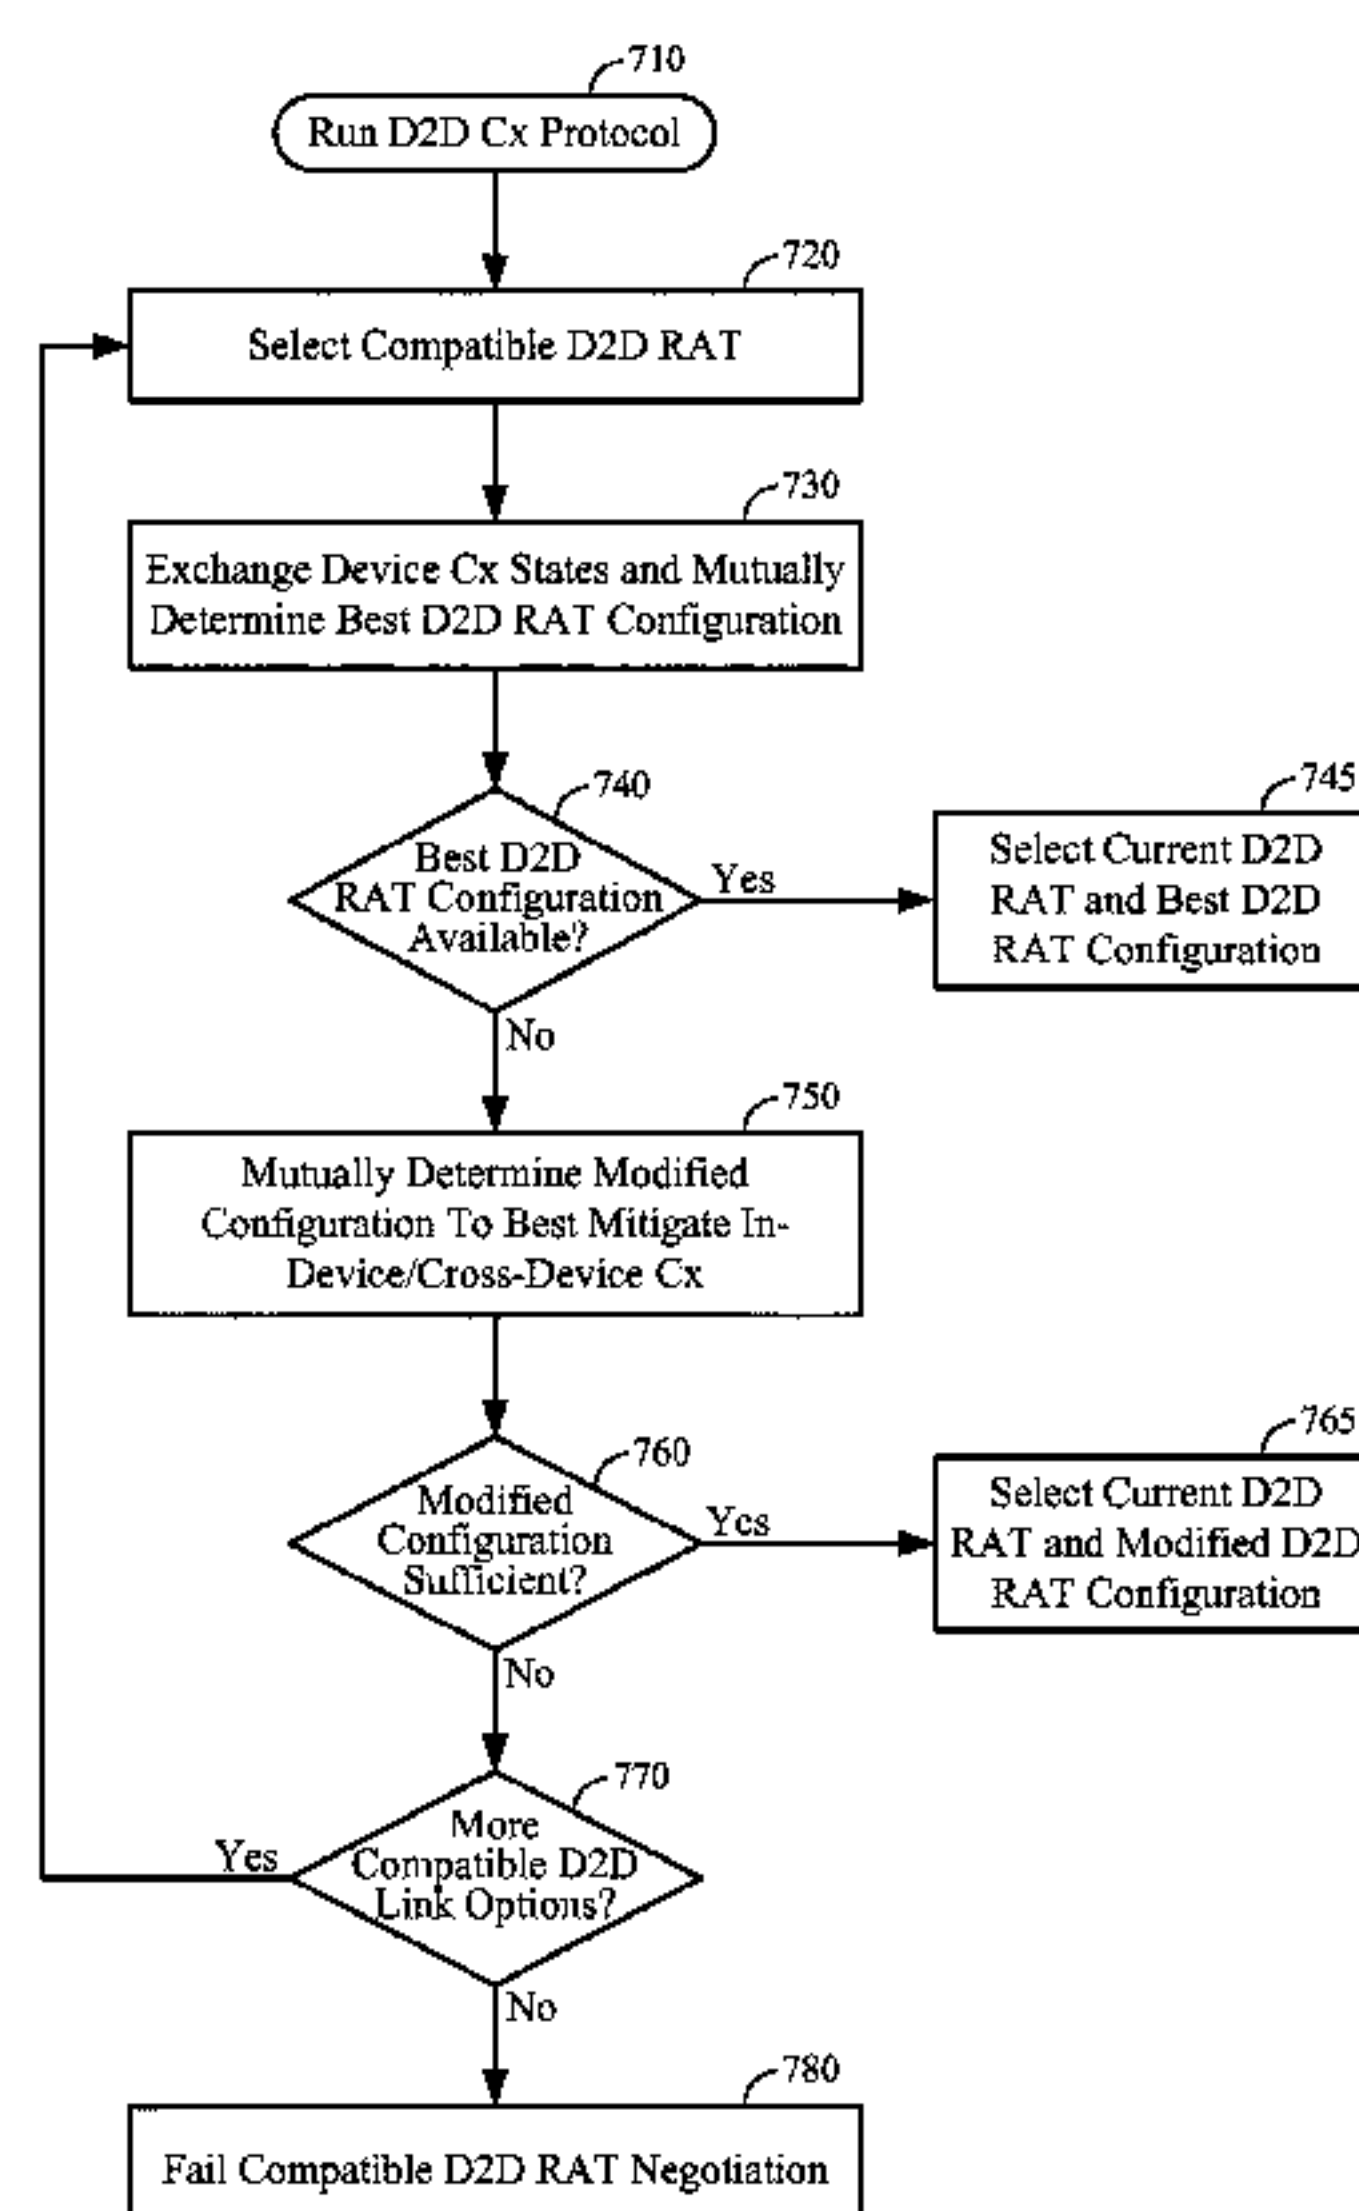 710
Run D2D Cx Protocol
720
Select Compatible D2D RAT
730
Exchange Device Cx States and Mutually
Determine Best D2D RAT Configuration
740
Best D2D
RAT Configuration
Available?
Yes
745
Select Current D2D
RAT and Best D2D
RAT Configuration
No
750
Mutually Determine Modified
Configuration To Best Mitigate In-
Device/Cross-Device Cx
760
Modified
Configuration
Sufficient?
Yes
765
Select Current D2D
RAT and Modified D2D
RAT Configuration
No
770
More
Compatible D2D
Link Options?
Yes
No
780
Fail Compatible D2D RAT Negotiation